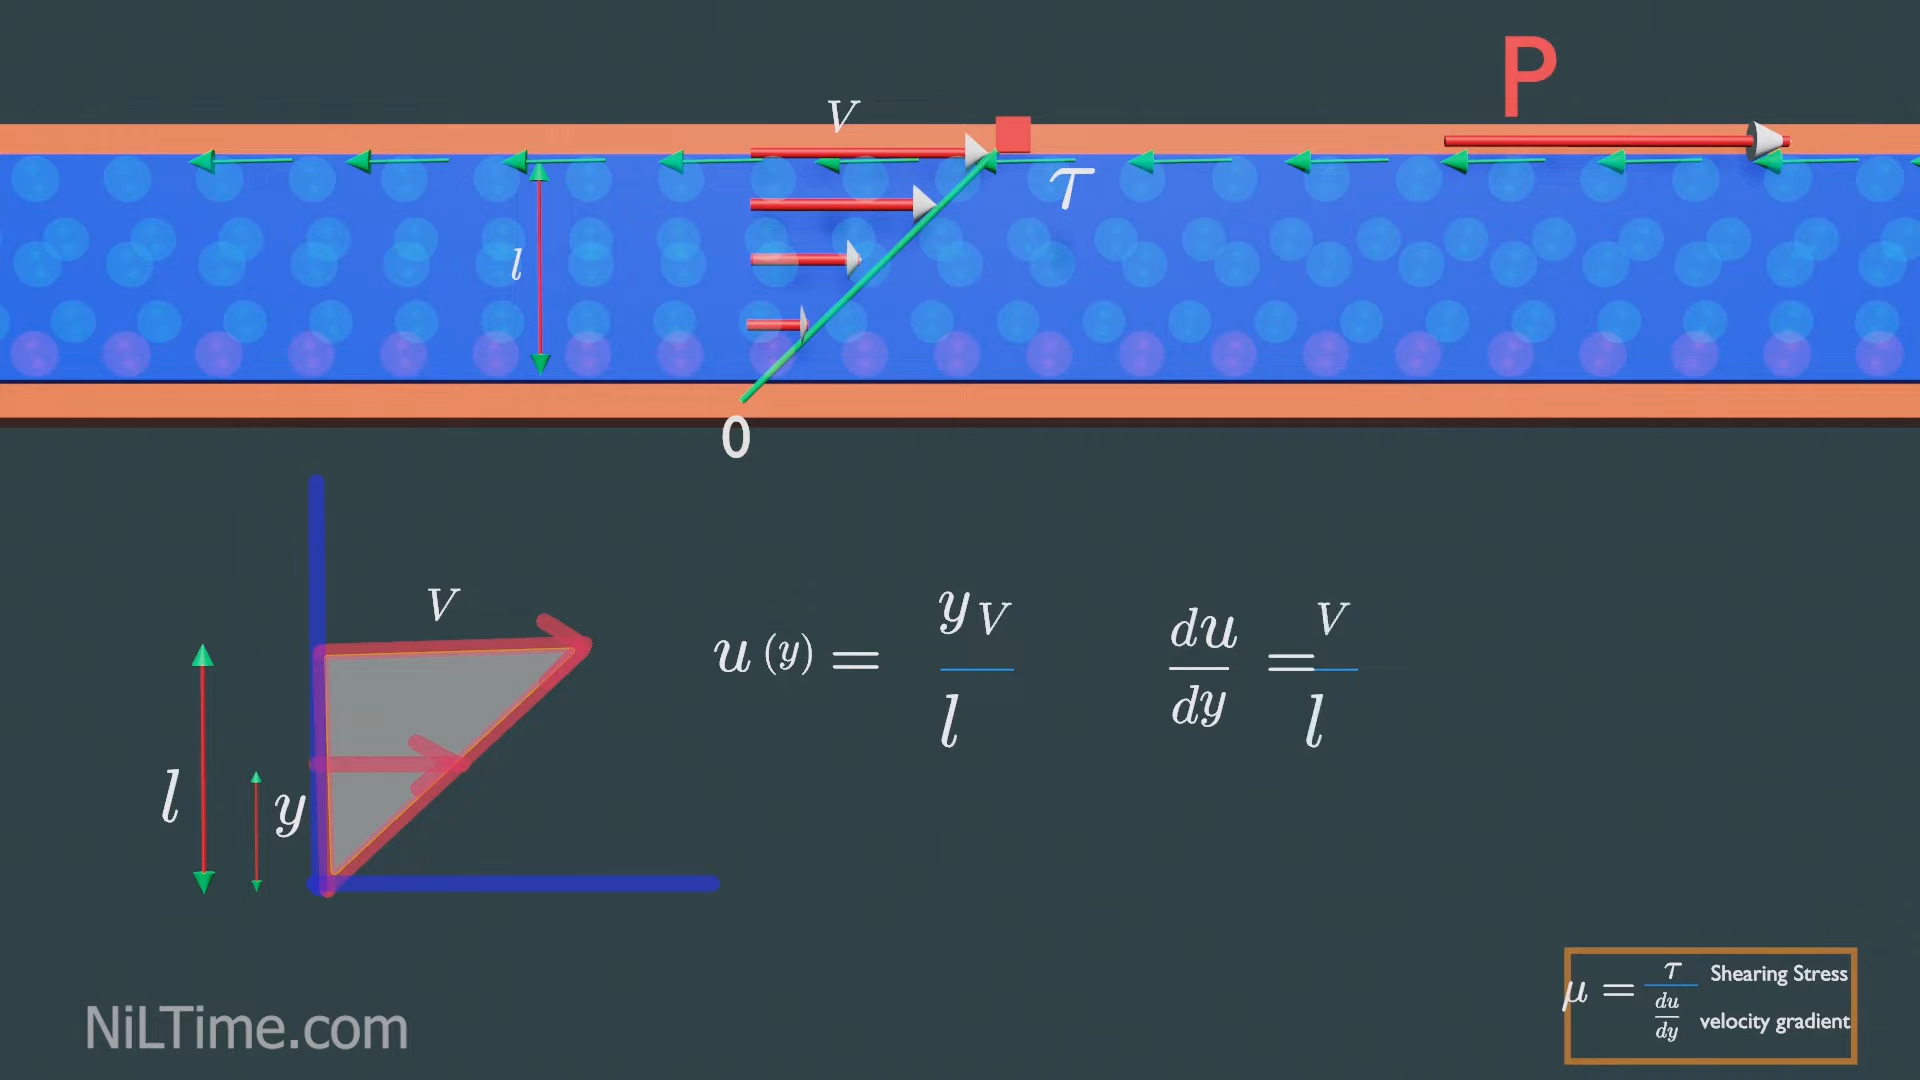 P
V
τ
l
0
V
l
y
u (y) = yV / l
du / dy = V / l
μ = τ / du / dy
Shearing Stress
velocity gradient
NiLTime.com